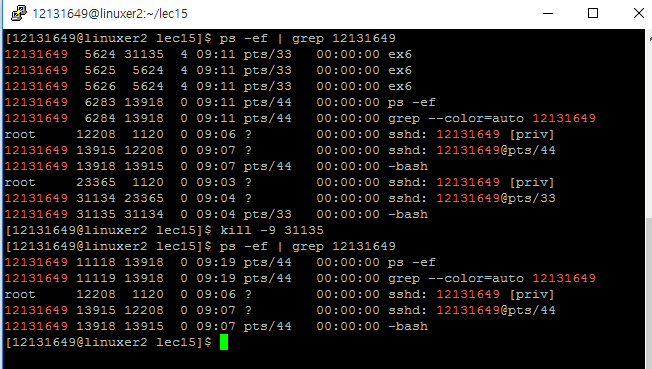 12131649@linuxer2:~/lec15
[12131649@linuxer2 lec15]$ ps -ef | grep 12131649
12131649  5624 31135  4 09:11 pts/33   00:00:00 ex6
12131649  5625  5624  4 09:11 pts/33   00:00:00 ex6
12131649  5626  5624  4 09:11 pts/33   00:00:00 ex6
12131649  6283 13918  0 09:11 pts/44   00:00:00 ps -ef
12131649  6284 13918  0 09:11 pts/44   00:00:00 grep --color=auto 12131649
root     12208  1120  0 09:06 ?        00:00:00 sshd: 12131649 [priv]
12131649 13915 12208  0 09:07 ?        00:00:00 sshd: 12131649@pts/44
12131649 13918 13915  0 09:07 pts/44   00:00:00 -bash
root     23365  1120  0 09:03 ?        00:00:00 sshd: 12131649 [priv]
12131649 31134 23365  0 09:04 ?        00:00:00 sshd: 12131649@pts/33
12131649 31135 31134  0 09:04 pts/33   00:00:00 -bash
[12131649@linuxer2 lec15]$ kill -9 31135
[12131649@linuxer2 lec15]$ ps -ef | grep 12131649
12131649 11118 13918  0 09:19 pts/44   00:00:00 ps -ef
12131649 11119 13918  0 09:19 pts/44   00:00:00 grep --color=auto 12131649
root     12208  1120  0 09:06 ?        00:00:00 sshd: 12131649 [priv]
12131649 13915 12208  0 09:07 ?        00:00:00 sshd: 12131649@pts/44
12131649 13918 13915  0 09:07 pts/44   00:00:00 -bash
[12131649@linuxer2 lec15]$